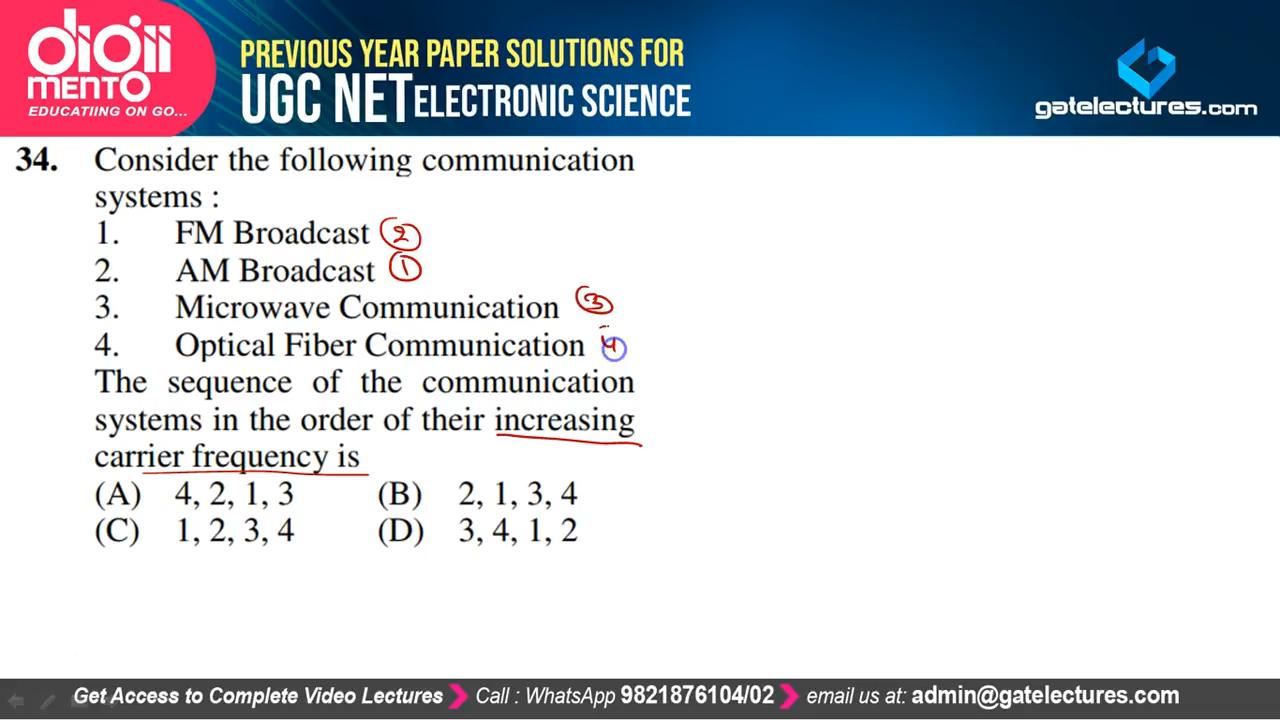 digii
MENTO
EDUCATIING ON GO...
PREVIOUS YEAR PAPER SOLUTIONS FOR
UGC NET ELECTRONIC SCIENCE
gatelectures.com
34. Consider the following communication
systems :
1. FM Broadcast 2
2. AM Broadcast 1
3. Microwave Communication 3
4. Optical Fiber Communication 4
The sequence of the communication
systems in the order of their increasing
carrier frequency is
(A) 4, 2, 1, 3 (B) 2, 1, 3, 4
(C) 1, 2, 3, 4 (D) 3, 4, 1, 2
Get Access to Complete Video Lectures Call : WhatsApp 9821876104/02 email us at: admin@gatelectures.com